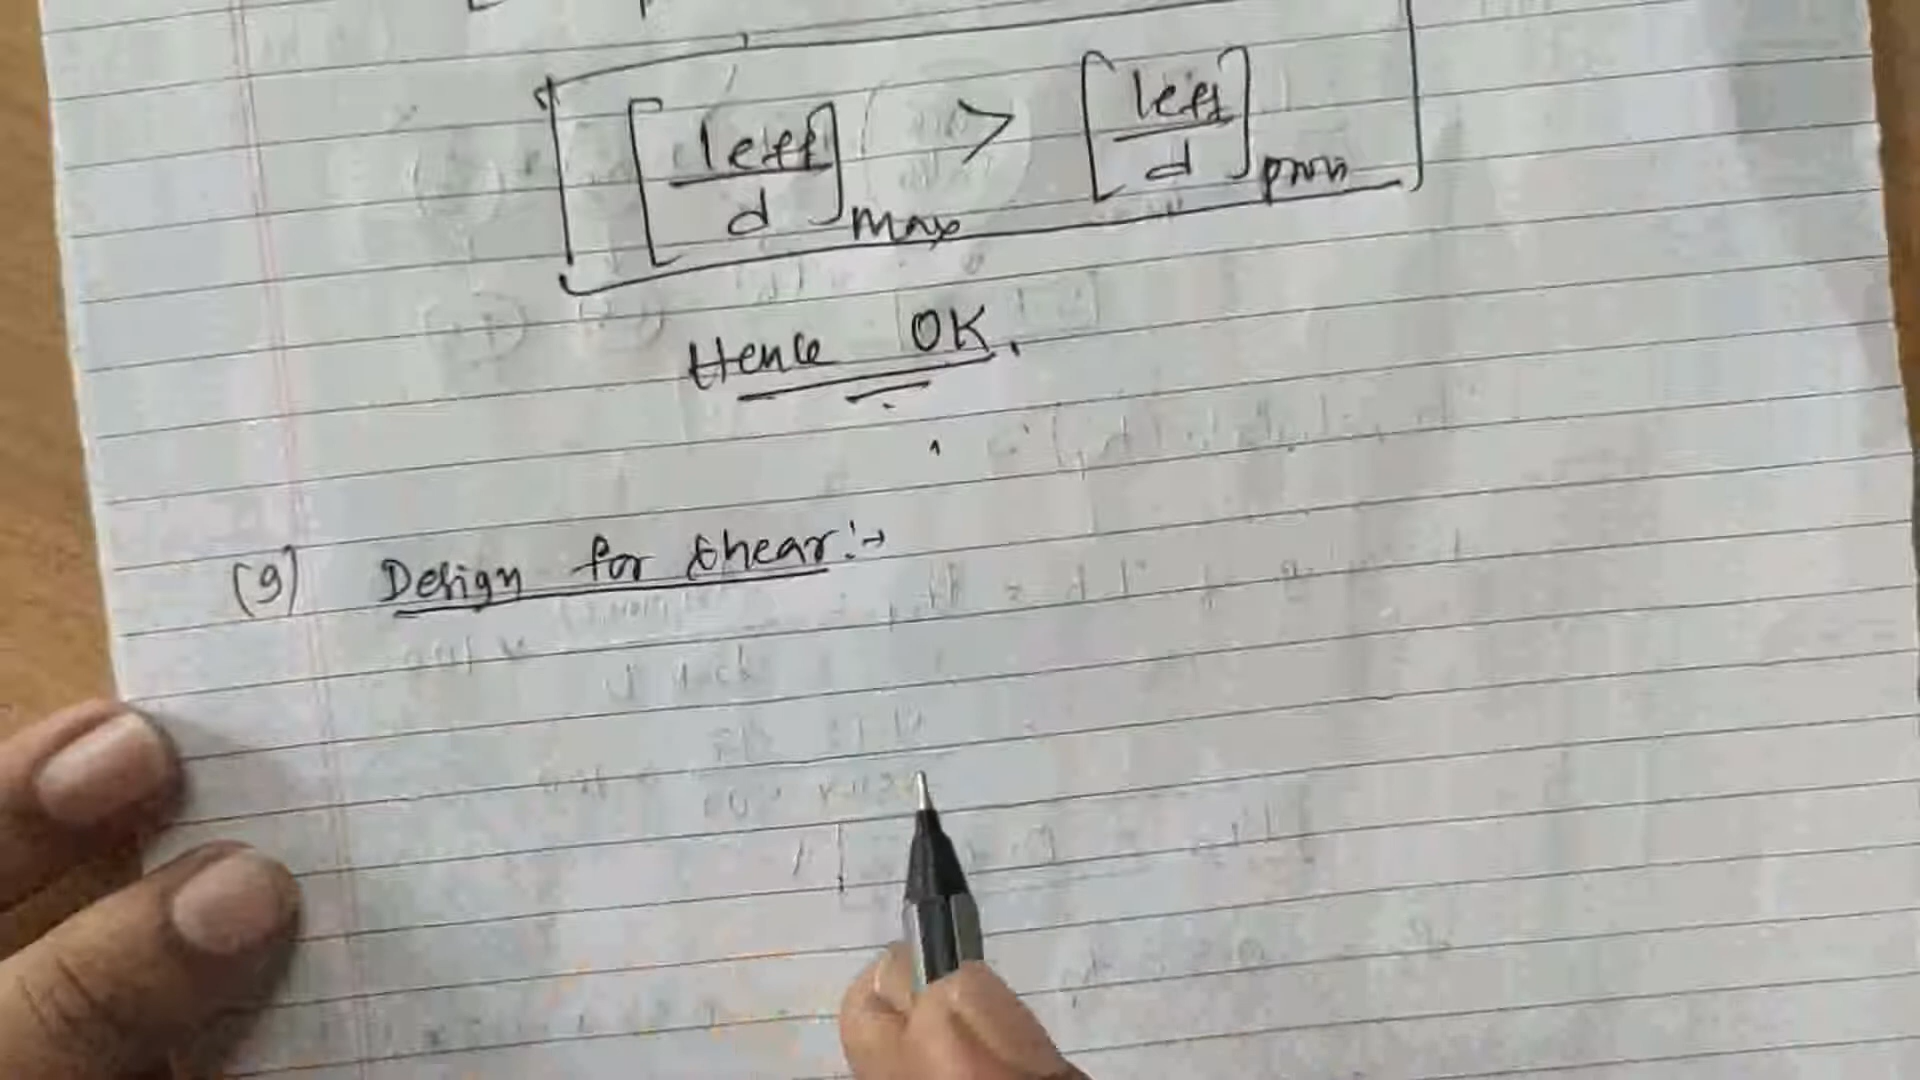 [leff/d]max > [leff/d]prov
Hence OK.
(9) Design for shear:→